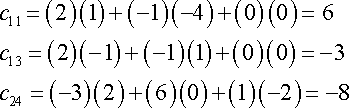 c₁₁ = (2)(1) + (−1)(−4) + (0)(0) = 6
c₁₃ = (2)(−1) + (−1)(1) + (0)(0) = −3
c₂₄ = (−3)(2) + (6)(0) + (1)(−2) = −8